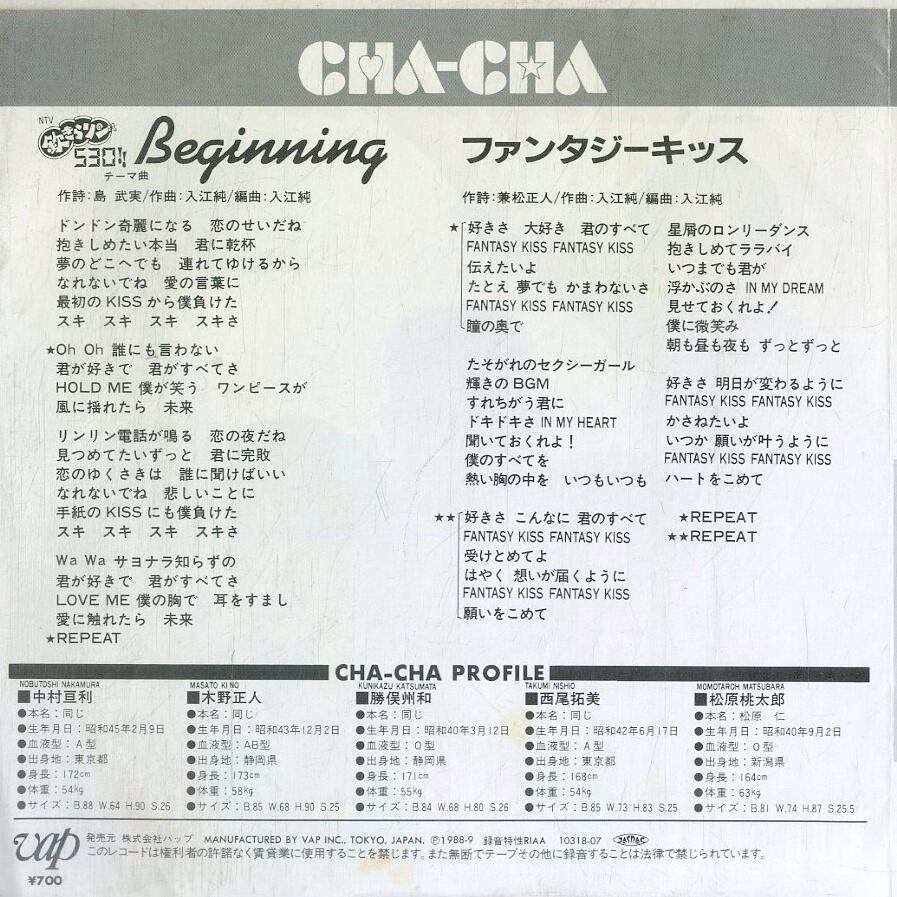 CHA-CHA
NTV
5304!
Beginning
テーマ曲
作詩:島 武実/作曲:入江純/編曲:入江純
ドンドン奇麗になる 恋のせいだね
抱きしめたい本当 君に乾杯
夢のどこへでも 連れてゆけるから
なれないでね 愛の言葉に
最初のKISSから僕負けた
スキ スキ スキ スキさ
★Oh Oh 誰にも言わない
君が好きで 君がすべてさ
HOLD ME 僕が笑う ワンピースが
風に揺れたら 未来
リンリン電話が鳴る 恋の夜だね
見つめてたいずっと 君に完敗
恋のゆくさきは 誰に聞けばいい
なれないでね 悲しいことに
手紙のKISSにも僕負けた
スキ スキ スキ スキさ
Wa Wa サヨナラ知らずの
君が好きで 君がすべてさ
LOVE ME 僕の胸で 耳をすまし
愛に触れたら 未来
★REPEAT
ファンタジーキッス
作詩:兼松正人/作曲:入江純/編曲:入江純
★好きさ 大好き 君のすべて
FANTASY KISS FANTASY KISS
伝えたいよ
たとえ 夢でも かまわないさ
FANTASY KISS FANTASY KISS
瞳の奥で
たそがれのセクシーガール
輝きのBGM
すれちがう君に
ドキドキさ IN MY HEART
聞いておくれよ!
僕のすべてを
熱い胸の中を いつもいつも
★★好きさ こんなに 君のすべて
FANTASY KISS FANTASY KISS
受けとめてよ
はやく 想いが届くように
FANTASY KISS FANTASY KISS
願いをこめて
星屑のロンリーダンス
抱きしめてララバイ
いつまでも君が
浮かぶのさ IN MY DREAM
見せておくれよ!
僕に微笑み
朝も昼も夜も ずっとずっと
好きさ 明日が変わるように
FANTASY KISS FANTASY KISS
かさねたいよ
いつか 願いが叶うように
FANTASY KISS FANTASY KISS
ハートをこめて
★REPEAT
★★REPEAT
CHA-CHA PROFILE
NOBUTOSHI NAKAMURA
■中村亘利
●本名:同じ
●生年月日:昭和45年2月9日
●血液型:A型
●出身地:東京都
●身長:172cm
●体重:54kg
●サイズ:B.88 W.64 H.90 S.26
MASATO KINO
■木野正人
●本名:同じ
●生年月日:昭和43年12月2日
●血液型:AB型
●出身地:静岡県
●身長:173cm
●体重:58kg
●サイズ:B.85 W.68 H.90 S.25
KUNIKAZU KATSUMATA
■勝俣州和
●本名:同じ
●生年月日:昭和40年3月12日
●血液型:O型
●出身地:静岡県
●身長:171cm
●体重:55kg
●サイズ:B.84 W.68 H.80 S.26
TAKUMI NISHIO
■西尾拓美
●本名:同じ
●生年月日:昭和42年6月17日
●血液型:A型
●出身地:東京都
●身長:168cm
●体重:54kg
●サイズ:B.85 W.73 H.83 S.25
MOMOTAROH MATSUBARA
■松原桃太郎
●本名:松原 仁
●生年月日:昭和40年9月2日
●血液型:O型
●出身地:新潟県
●身長:164cm
●体重:63kg
●サイズ:B.81 W.74 H.87 S.25.5
vap
¥700
発売元 株式会社バップ MANUFACTURED BY VAP INC., TOKYO, JAPAN. Ⓟ1988-9 録音特性RIAA 10318-07 JASRAC
このレコードは権利者の許諾なく賃貸業に使用することを禁じます。また無断でテープその他に録音することは法律で禁じられています。